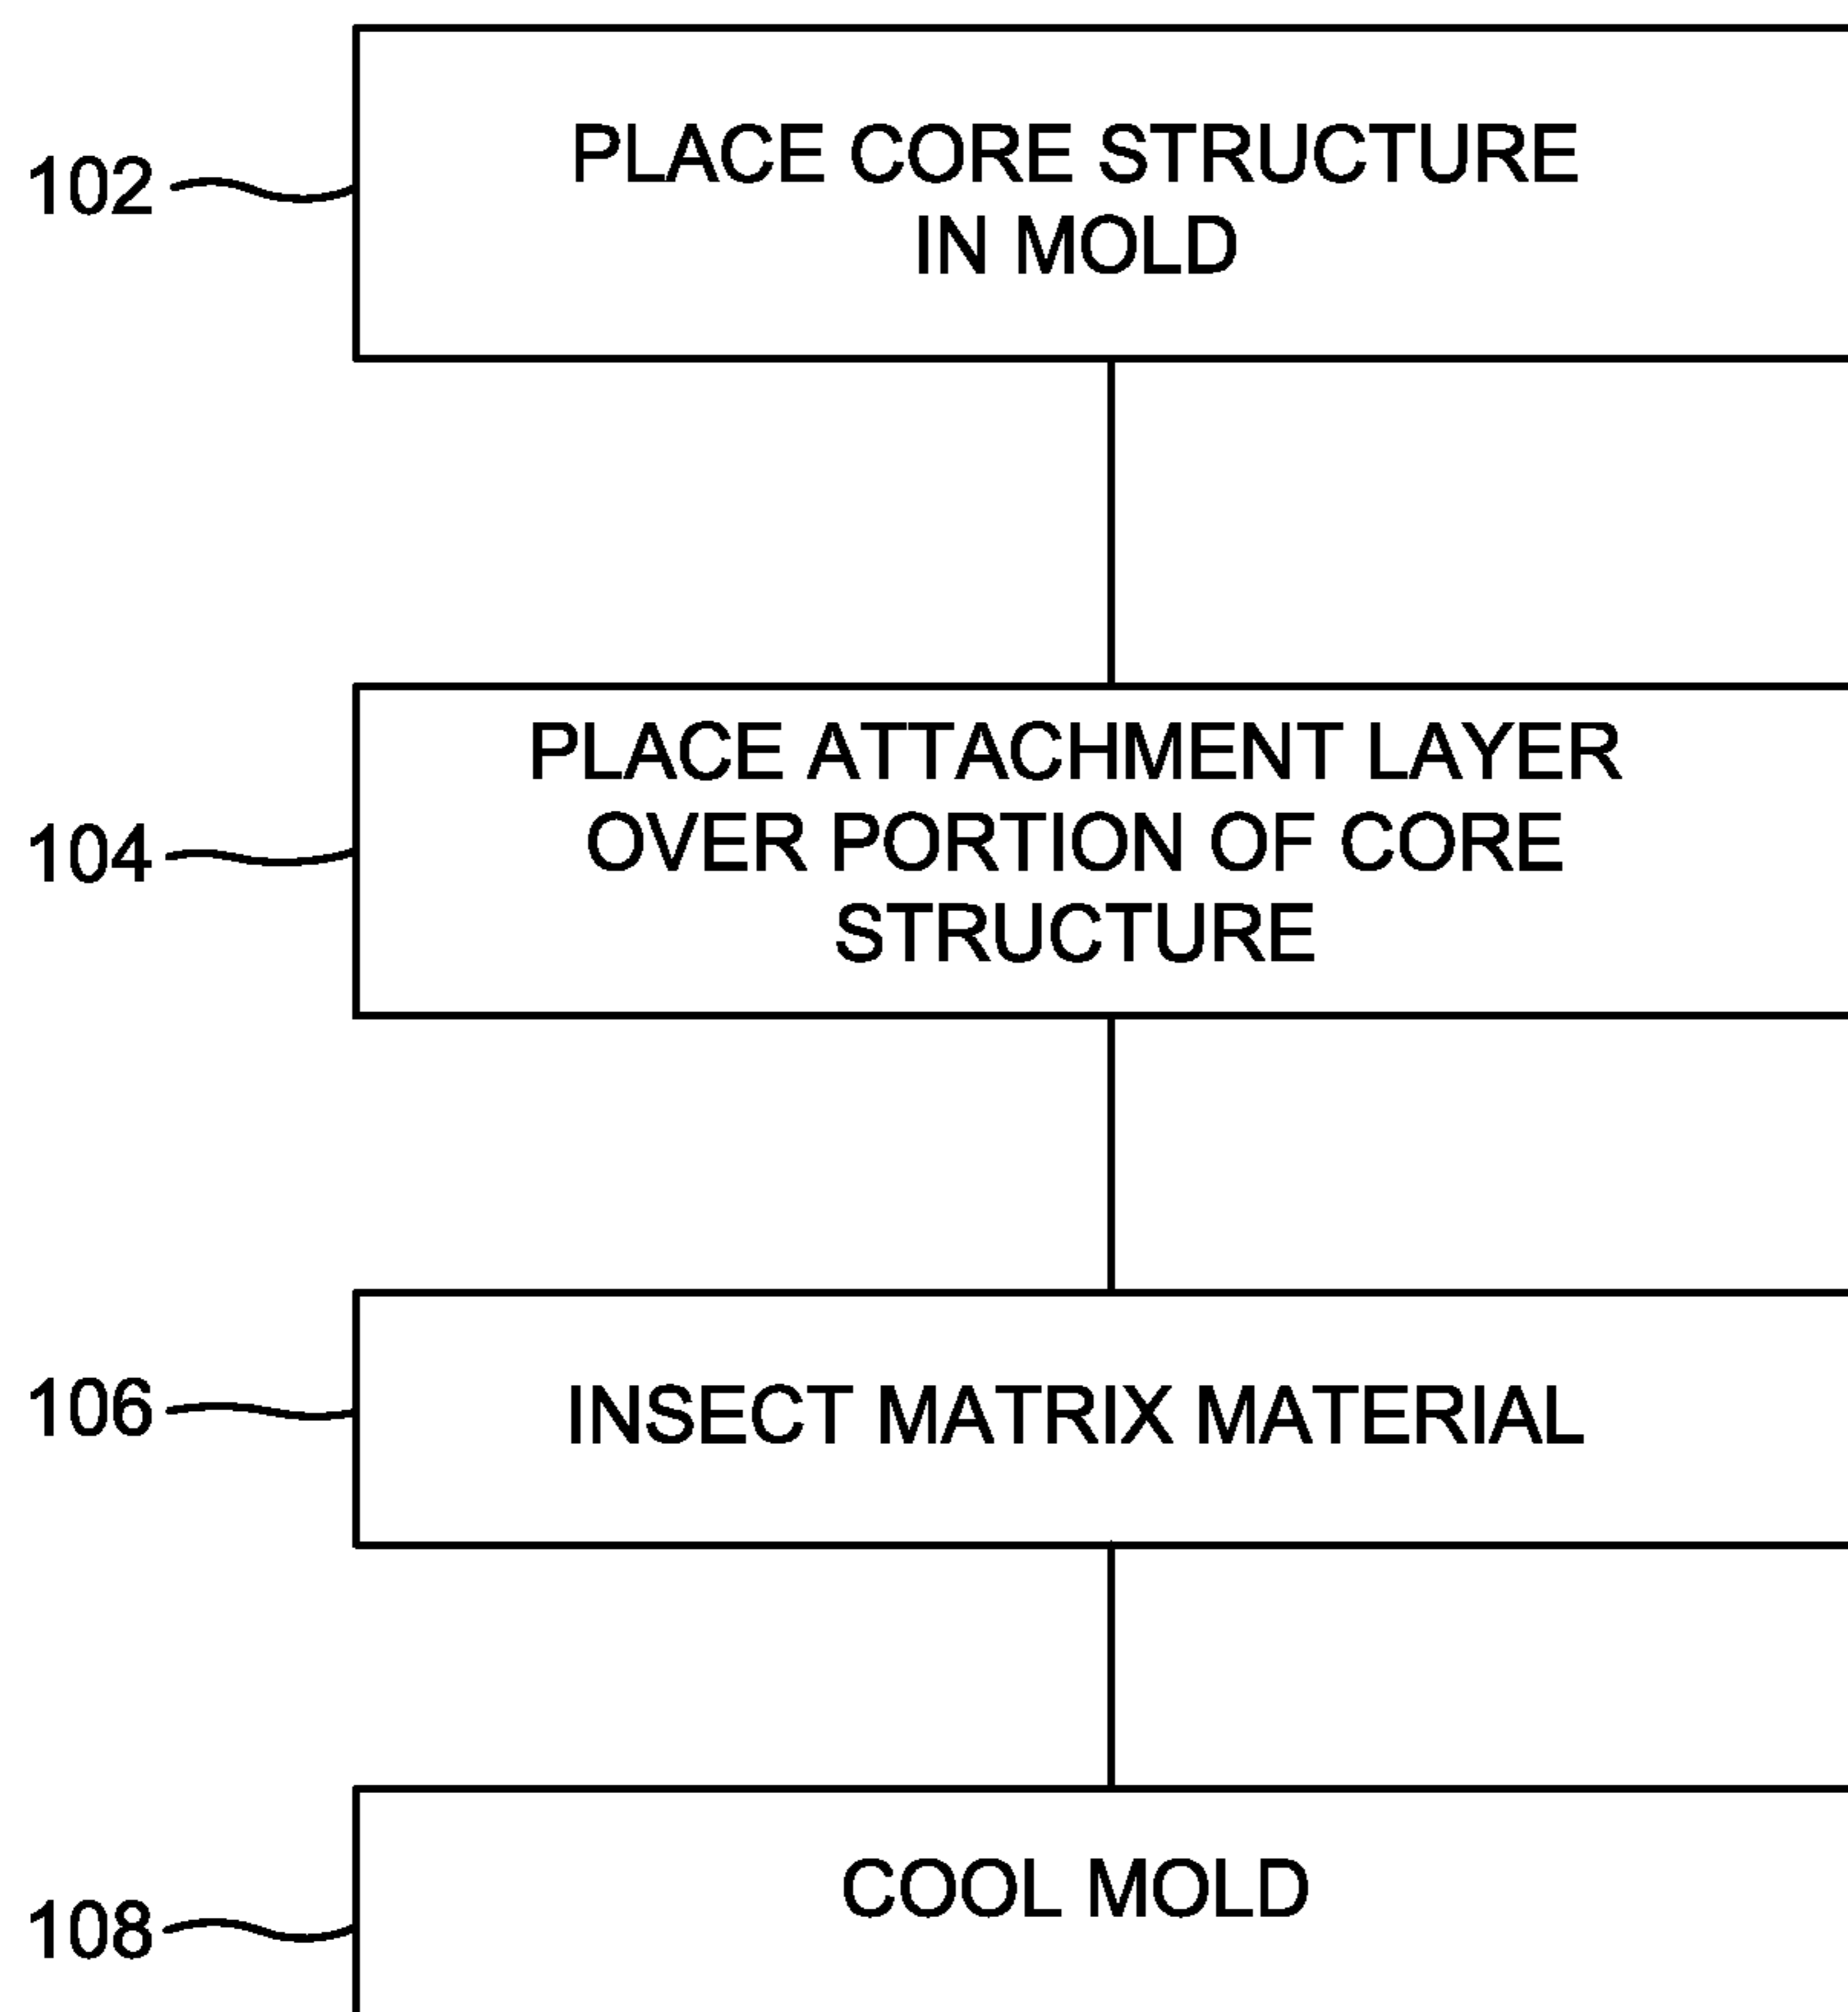 102
PLACE CORE STRUCTURE
IN MOLD
104
PLACE ATTACHMENT LAYER
OVER PORTION OF CORE
STRUCTURE
106
INSECT MATRIX MATERIAL
108
COOL MOLD